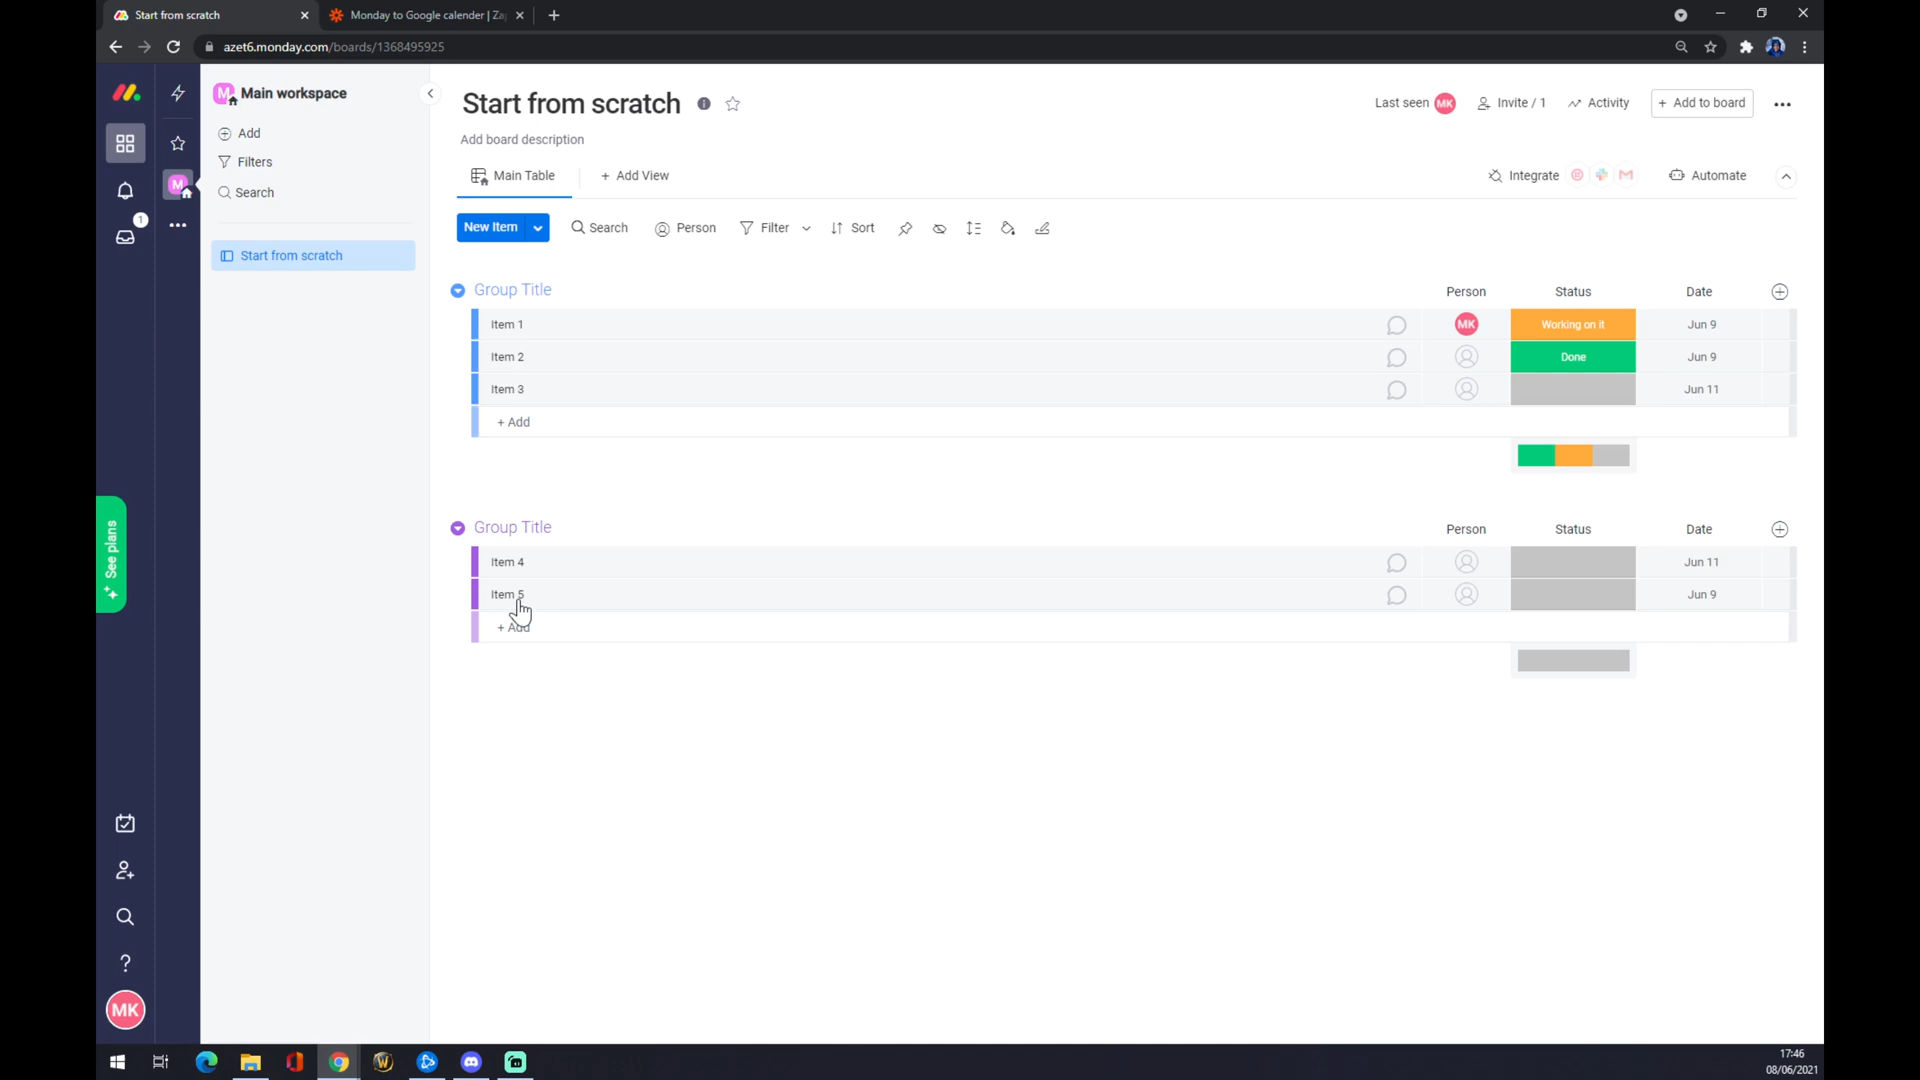 Start from scratch
Monday to Google calender | Za
azet6.monday.com/boards/1368495925
M
Main workspace
Add
Filters
Search
M
1
Start from scratch
See plans
MK
Start from scratch
Last seen MK
Invite / 1
Activity
+ Add to board
Add board description
Main Table
+ Add View
Integrate
Automate
New Item
Search
Person
Filter
Sort
Group Title
Person
Status
Date
Item 1
MK
Working on it
Jun 9
Item 2
Done
Jun 9
Item 3
Jun 11
+ Add
Group Title
Person
Status
Date
Item 4
Jun 11
Item 5
Jun 9
+ Add
17:46
08/06/2021